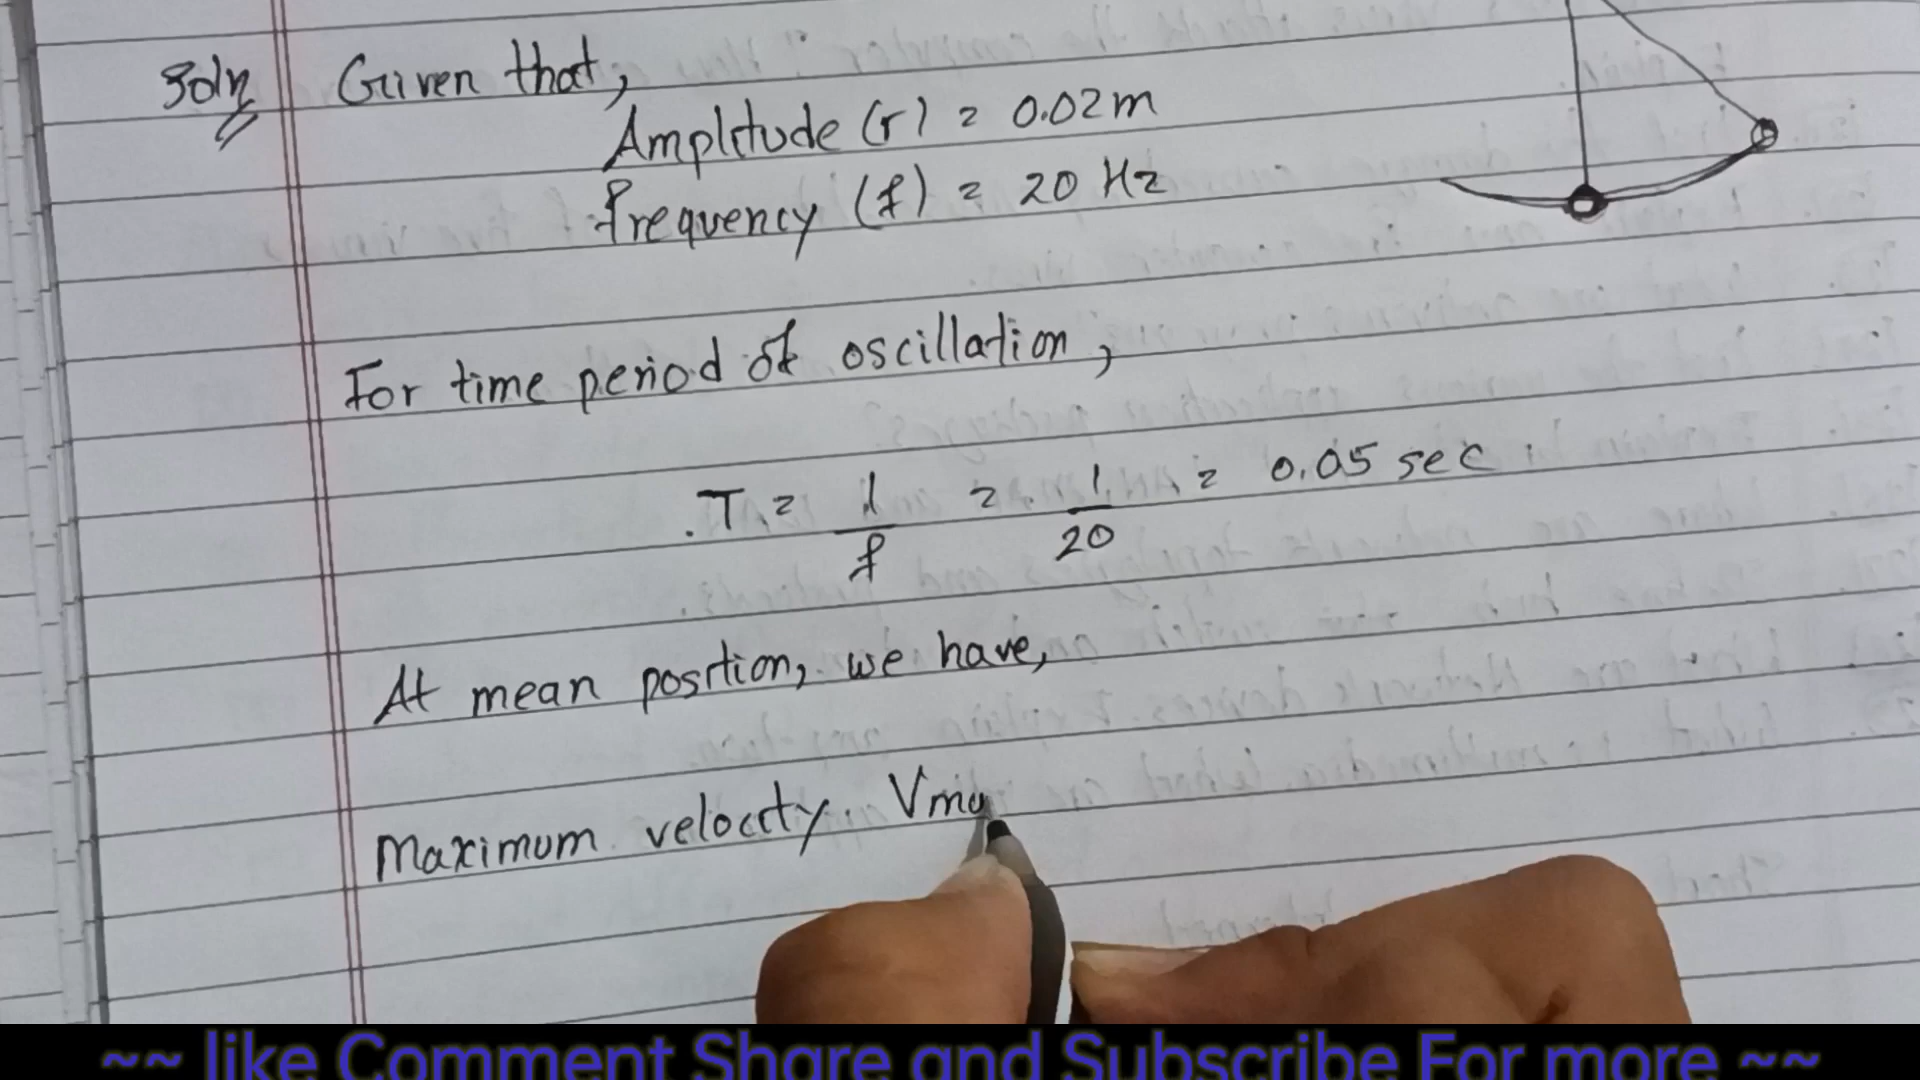 Soln Given that,
Amplitude (r) = 0.02m
frequency (f) = 20 Hz
For time period of oscillation,
T = 1/f = 1/20 = 0.05 sec
At mean position, we have,
Maximum velocity. Vma
~~ like Comment Share and Subscribe For more ~~